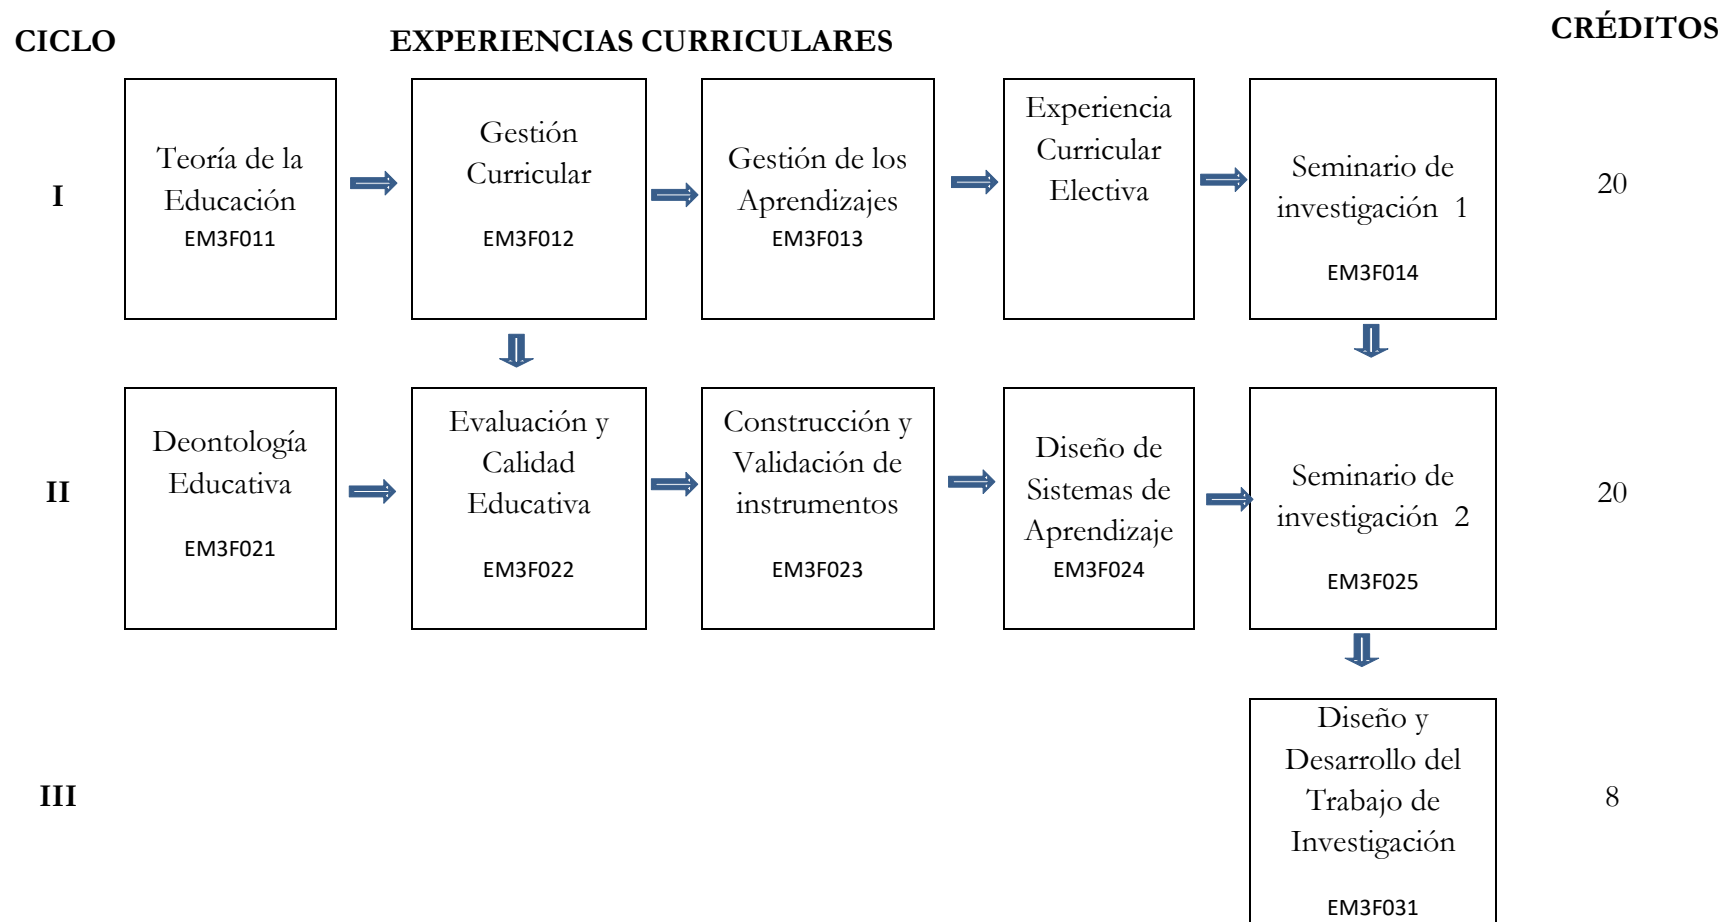 CICLO
EXPERIENCIAS CURRICULARES
CRÉDITOS
I
Teoría de la
Educación
EM3F011
Gestión
Curricular
EM3F012
Gestión de los
Aprendizajes
EM3F013
Experiencia
Curricular
Electiva
Seminario de
investigación 1
EM3F014
20
II
Deontología
Educativa
EM3F021
Evaluación y
Calidad
Educativa
EM3F022
Construcción y
Validación de
instrumentos
EM3F023
Diseño de
Sistemas de
Aprendizaje
EM3F024
Seminario de
investigación 2
EM3F025
20
III
Diseño y
Desarrollo del
Trabajo de
Investigación
EM3F031
8